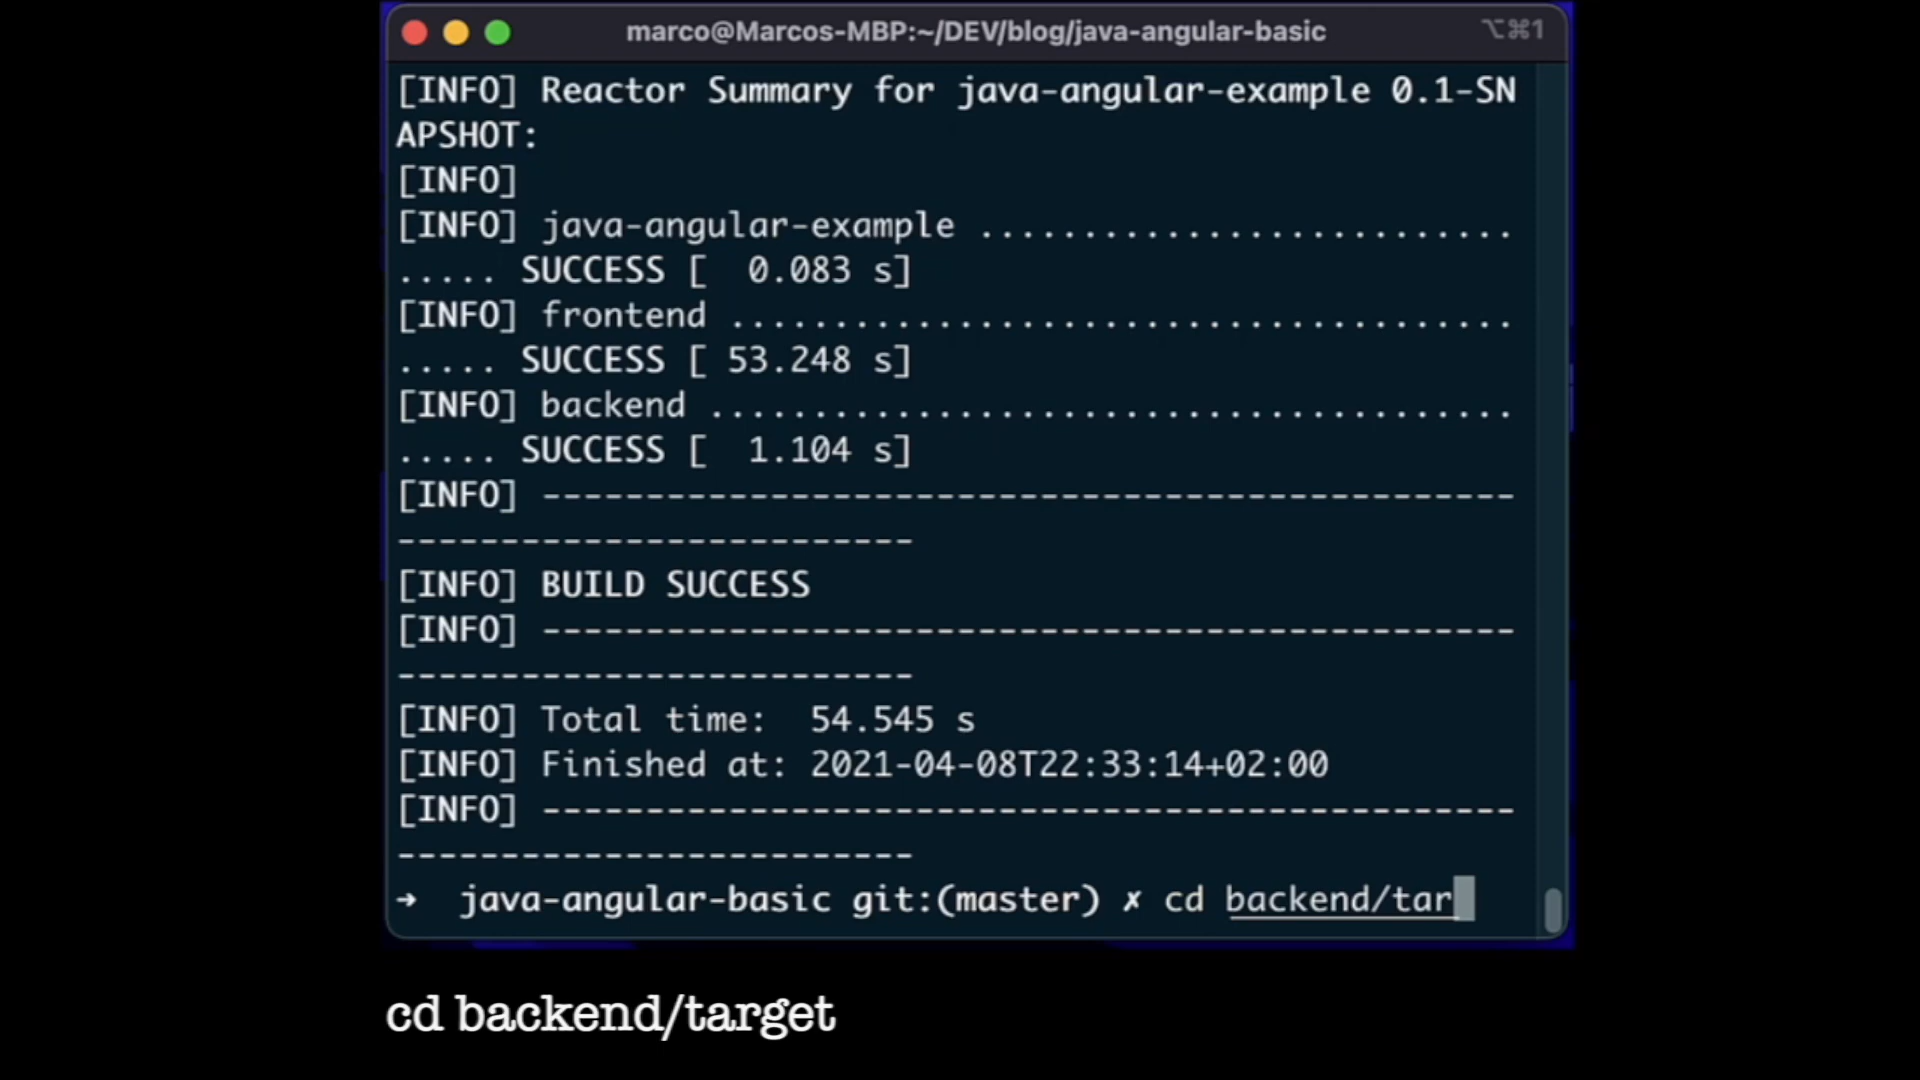 marco@Marcos-MBP:~/DEV/blog/java-angular-basic ⌥⌘1
[INFO] Reactor Summary for java-angular-example 0.1-SN
APSHOT:
[INFO]
[INFO] java-angular-example ..........................
..... SUCCESS [  0.083 s]
[INFO] frontend ......................................
..... SUCCESS [ 53.248 s]
[INFO] backend .......................................
..... SUCCESS [  1.104 s]
[INFO] -----------------------------------------------
-------------------------
[INFO] BUILD SUCCESS
[INFO] -----------------------------------------------
-------------------------
[INFO] Total time:  54.545 s
[INFO] Finished at: 2021-04-08T22:33:14+02:00
[INFO] -----------------------------------------------
-------------------------
➜  java-angular-basic git:(master) ✗ cd backend/tar
cd backend/target